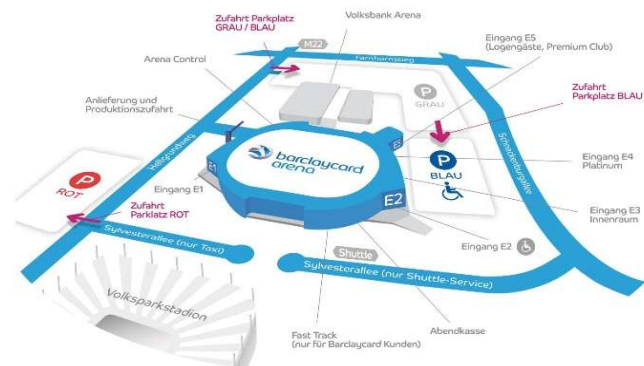 Zufahrt Parkplatz
GRAU / BLAU
M22
Volksbank Arena
Farnhornstieg
Eingang E5
(Logengäste, Premium Club)
Arena Control
P
GRAU
Zufahrt
Parkplatz BLAU
Anlieferung und
Produktionszufahrt
Hellgrundweg
Schnackenburgallee
E5
barclaycard
arena
P
BLAU
Eingang E4
Platinum
P
ROT
E1
Eingang E1
E2
Eingang E3
Innenraum
Zufahrt
Parkplatz ROT
Eingang E2
Sylvesterallee (nur Taxi)
Shuttle
Sylvesterallee (nur Shuttle-Service)
Volksparkstadion
Fast Track
(nur für Barclaycard Kunden)
Abendkasse